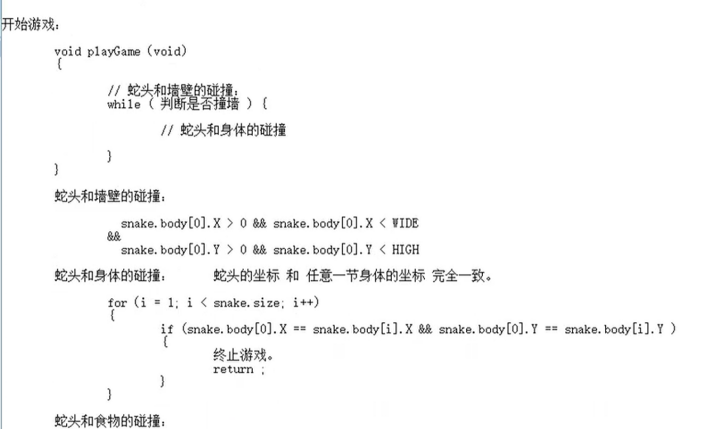 开始游戏：
void playGame (void)
{
// 蛇头和墙壁的碰撞：
while ( 判断是否撞墙 ) {
// 蛇头和身体的碰撞
}
}
蛇头和墙壁的碰撞：
snake.body[0].X > 0 && snake.body[0].X < WIDE
&&
snake.body[0].Y > 0 && snake.body[0].Y < HIGH
蛇头和身体的碰撞： 蛇头的坐标 和 任意一节身体的坐标 完全一致。
for (i = 1; i < snake.size; i++)
{
if (snake.body[0].X == snake.body[i].X && snake.body[0].Y == snake.body[i].Y )
{
终止游戏。
return ;
}
}
蛇头和食物的碰撞：